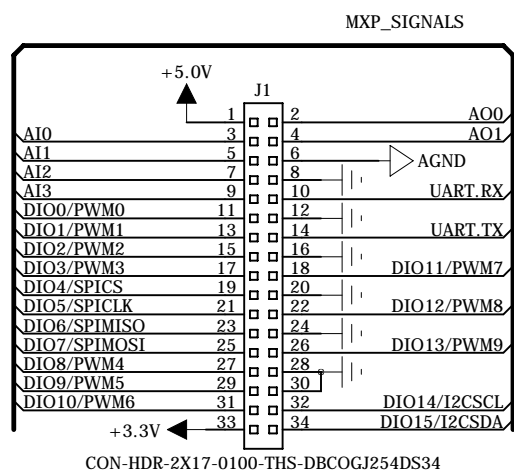 MXP_SIGNALS
+5.0V
J1
1 2 AO0
AI0 3 4 AO1
AI1 5 6 AGND
AI2 7 8
AI3 9 10 UART.RX
DIO0/PWM0 11 12
DIO1/PWM1 13 14 UART.TX
DIO2/PWM2 15 16
DIO3/PWM3 17 18 DIO11/PWM7
DIO4/SPICS 19 20
DIO5/SPICLK 21 22 DIO12/PWM8
DIO6/SPIMISO 23 24
DIO7/SPIMOSI 25 26 DIO13/PWM9
DIO8/PWM4 27 28
DIO9/PWM5 29 30
DIO10/PWM6 31 32 DIO14/I2CSCL
+3.3V 33 34 DIO15/I2CSDA
CON-HDR-2X17-0100-THS-DBCOGJ254DS34